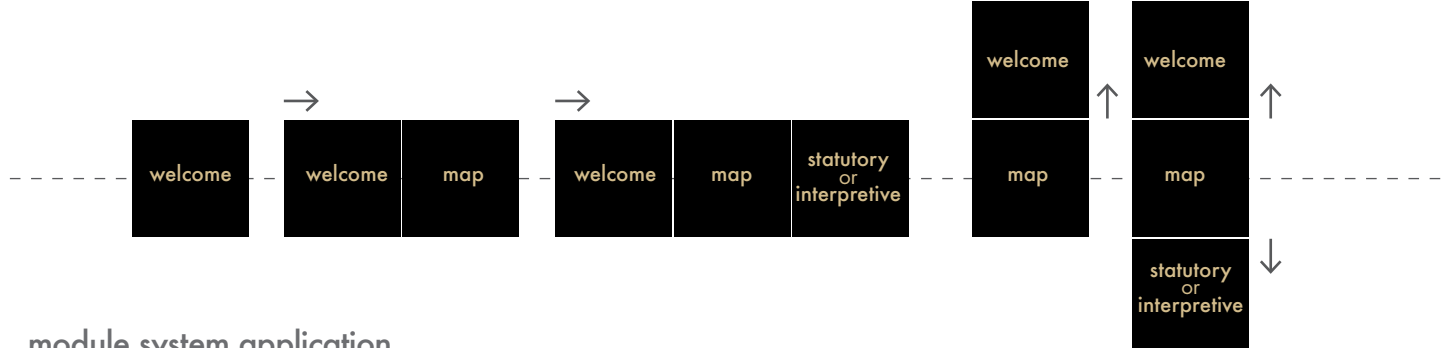 welcome
welcome
map
welcome
map
statutory
or
interpretive
welcome
map
welcome
map
statutory
or
interpretive
module system application